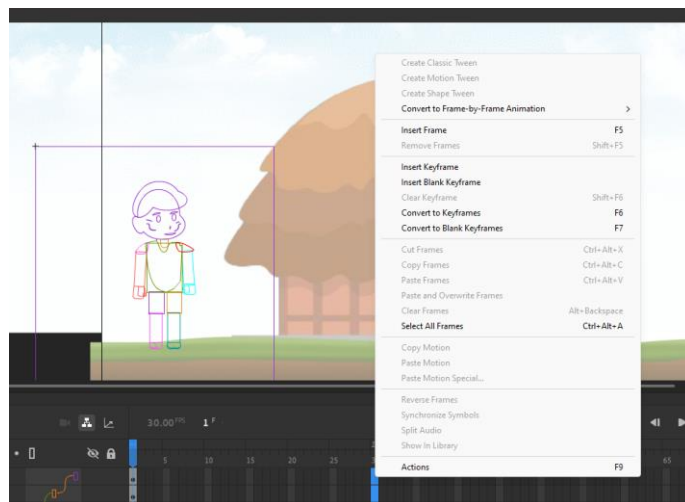 Create Classic Tween
Create Motion Tween
Create Shape Tween
Convert to Frame-by-Frame Animation >
Insert Frame F5
Remove Frames Shift+F5
Insert Keyframe
Insert Blank Keyframe
Clear Keyframe Shift+F6
Convert to Keyframes F6
Convert to Blank Keyframes F7
Cut Frames Ctrl+Alt+X
Copy Frames Ctrl+Alt+C
Paste Frames Ctrl+Alt+V
Paste and Overwrite Frames
Clear Frames Alt+Backspace
Select All Frames Ctrl+Alt+A
Copy Motion
Paste Motion
Paste Motion Special...
Reverse Frames
Synchronize Symbols
Split Audio
Show In Library
Actions F9
30.00 FPS 1 F
5 10 15 20 25 65